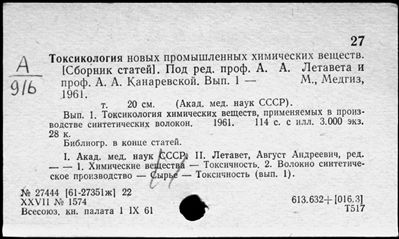 27
А
916
Токсикология новых промышленных химических веществ.
[Сборник статей]. Под ред. проф. А. А. Летавета и
проф. А. А. Канаревской. Вып. 1 — М., Медгиз,
1961.
т. 20 см. (Акад. мед. наук СССР).
Вып. 1. Токсикология химических веществ, применяемых в произ-
водстве синтетических волокон. 1961. 114 с. с илл. 3.000 экз.
28 к.
Библиогр. в конце статей.
I. Акад. мед. наук СССР. II. Летавет, Август Андреевич, ред.
— — 1. Химические вещества — Токсичность. 2. Волокно синтетиче-
ское производство — Сырье — Токсичность (вып. 1).
№ 27444 [61-27351ж] 22
XXVII № 1574
613.632+[016.3]
Всесоюз. кн. палата 1 IX 61
Т517